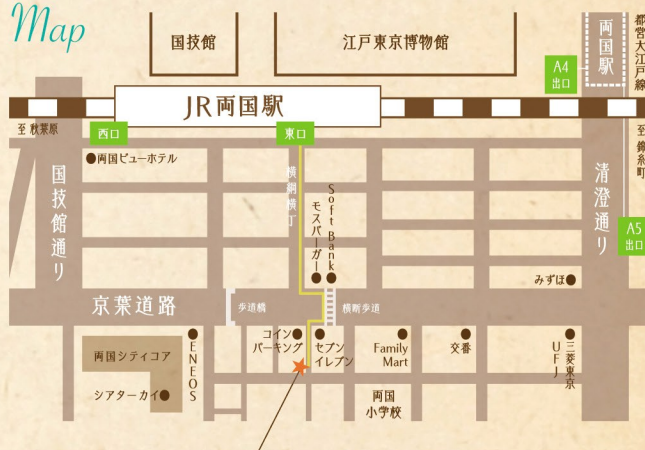 Map
国技館
江戸東京博物館
両国駅
都営大江戸線
A4
出口
JR両国駅
至 秋葉原
西口
東口
至 錦糸町
両国ビューホテル
国技館通り
横綱横丁
モスバーガー
Soft Bank
清澄通り
A5
出口
みずほ
京葉道路
歩道橋
横断歩道
両国シティコア
シアターカイ
ENEOS
コイン
パーキング
セブン
イレブン
Family
Mart
交番
三菱東京
UFJ
両国
小学校